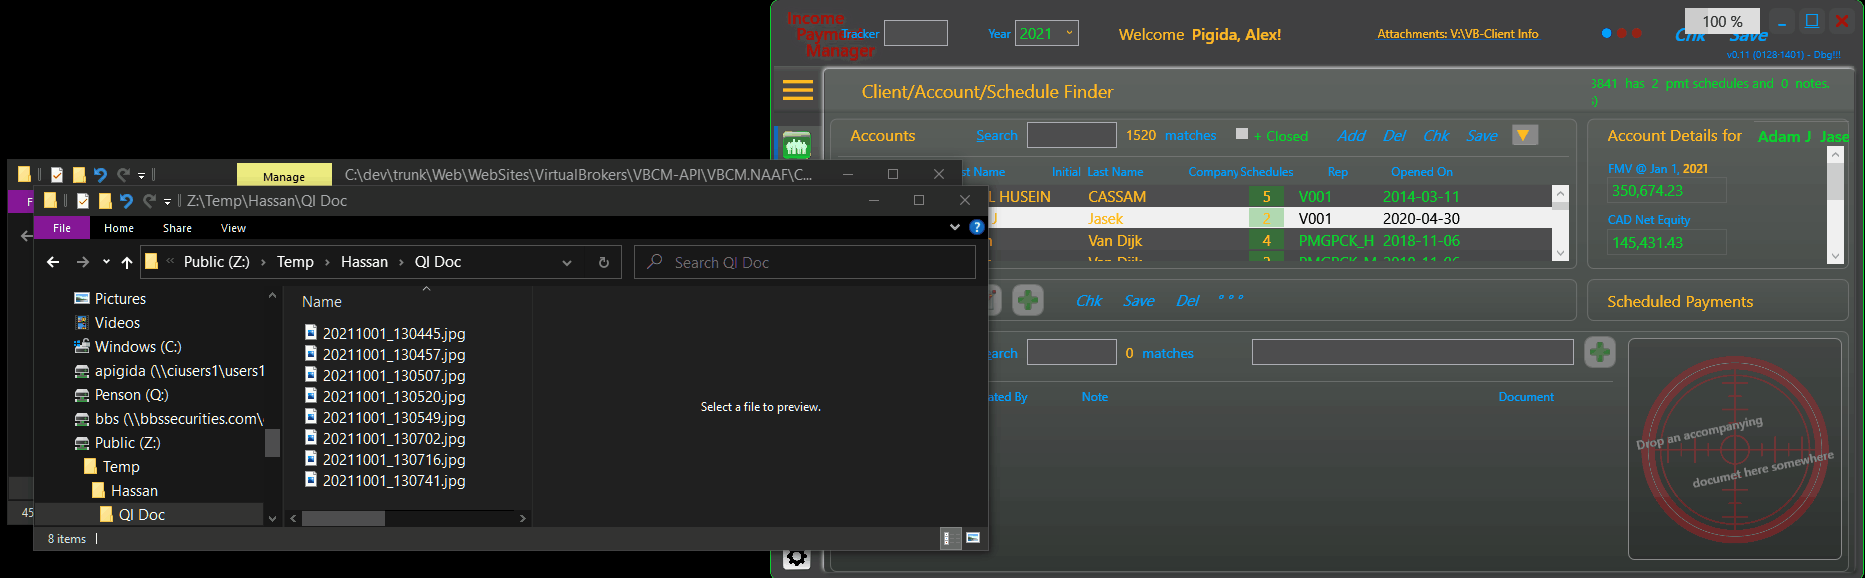 Income
Payment
Manager
Tracker
Year 2021
Welcome Pigida, Alex!
Attachments: V:\VB-Client Info
100 %
Chk Save
v0.11 (0128-1401) - Dbg!!!
Client/Account/Schedule Finder
3841 has 2 pmt schedules and 0 notes.
Accounts Search 1520 matches + Closed Add Del Chk Save
st Name Initial Last Name Company Schedules Rep Opened On
L HUSEIN CASSAM 5 V001 2014-03-11
J Jasek 2 V001 2020-04-30
Van Dijk 4 PMGPCK_H 2018-11-06
Account Details for Adam J Jase
FMV @ Jan 1, 2021
350,674.23
CAD Net Equity
145,431.43
Chk Save Del ° ° °
Scheduled Payments
earch 0 matches
ated By Note Document
Drop an accompanying
documet here somewhere
Manage C:\dev\trunk\Web\WebSites\VirtualBrokers\VBCM-API\VBCM.NAAF\C...
F
45
Z:\Temp\Hassan\QI Doc
File Home Share View
Public (Z:) Temp Hassan QI Doc
Search QI Doc
Pictures
Videos
Windows (C:)
apigida (\\ciusers1\users1
Penson (Q:)
bbs (\\bbssecurities.com\
Public (Z:)
Temp
Hassan
QI Doc
Name
20211001_130445.jpg
20211001_130457.jpg
20211001_130507.jpg
20211001_130520.jpg
20211001_130549.jpg
20211001_130702.jpg
20211001_130716.jpg
20211001_130741.jpg
Select a file to preview.
8 items